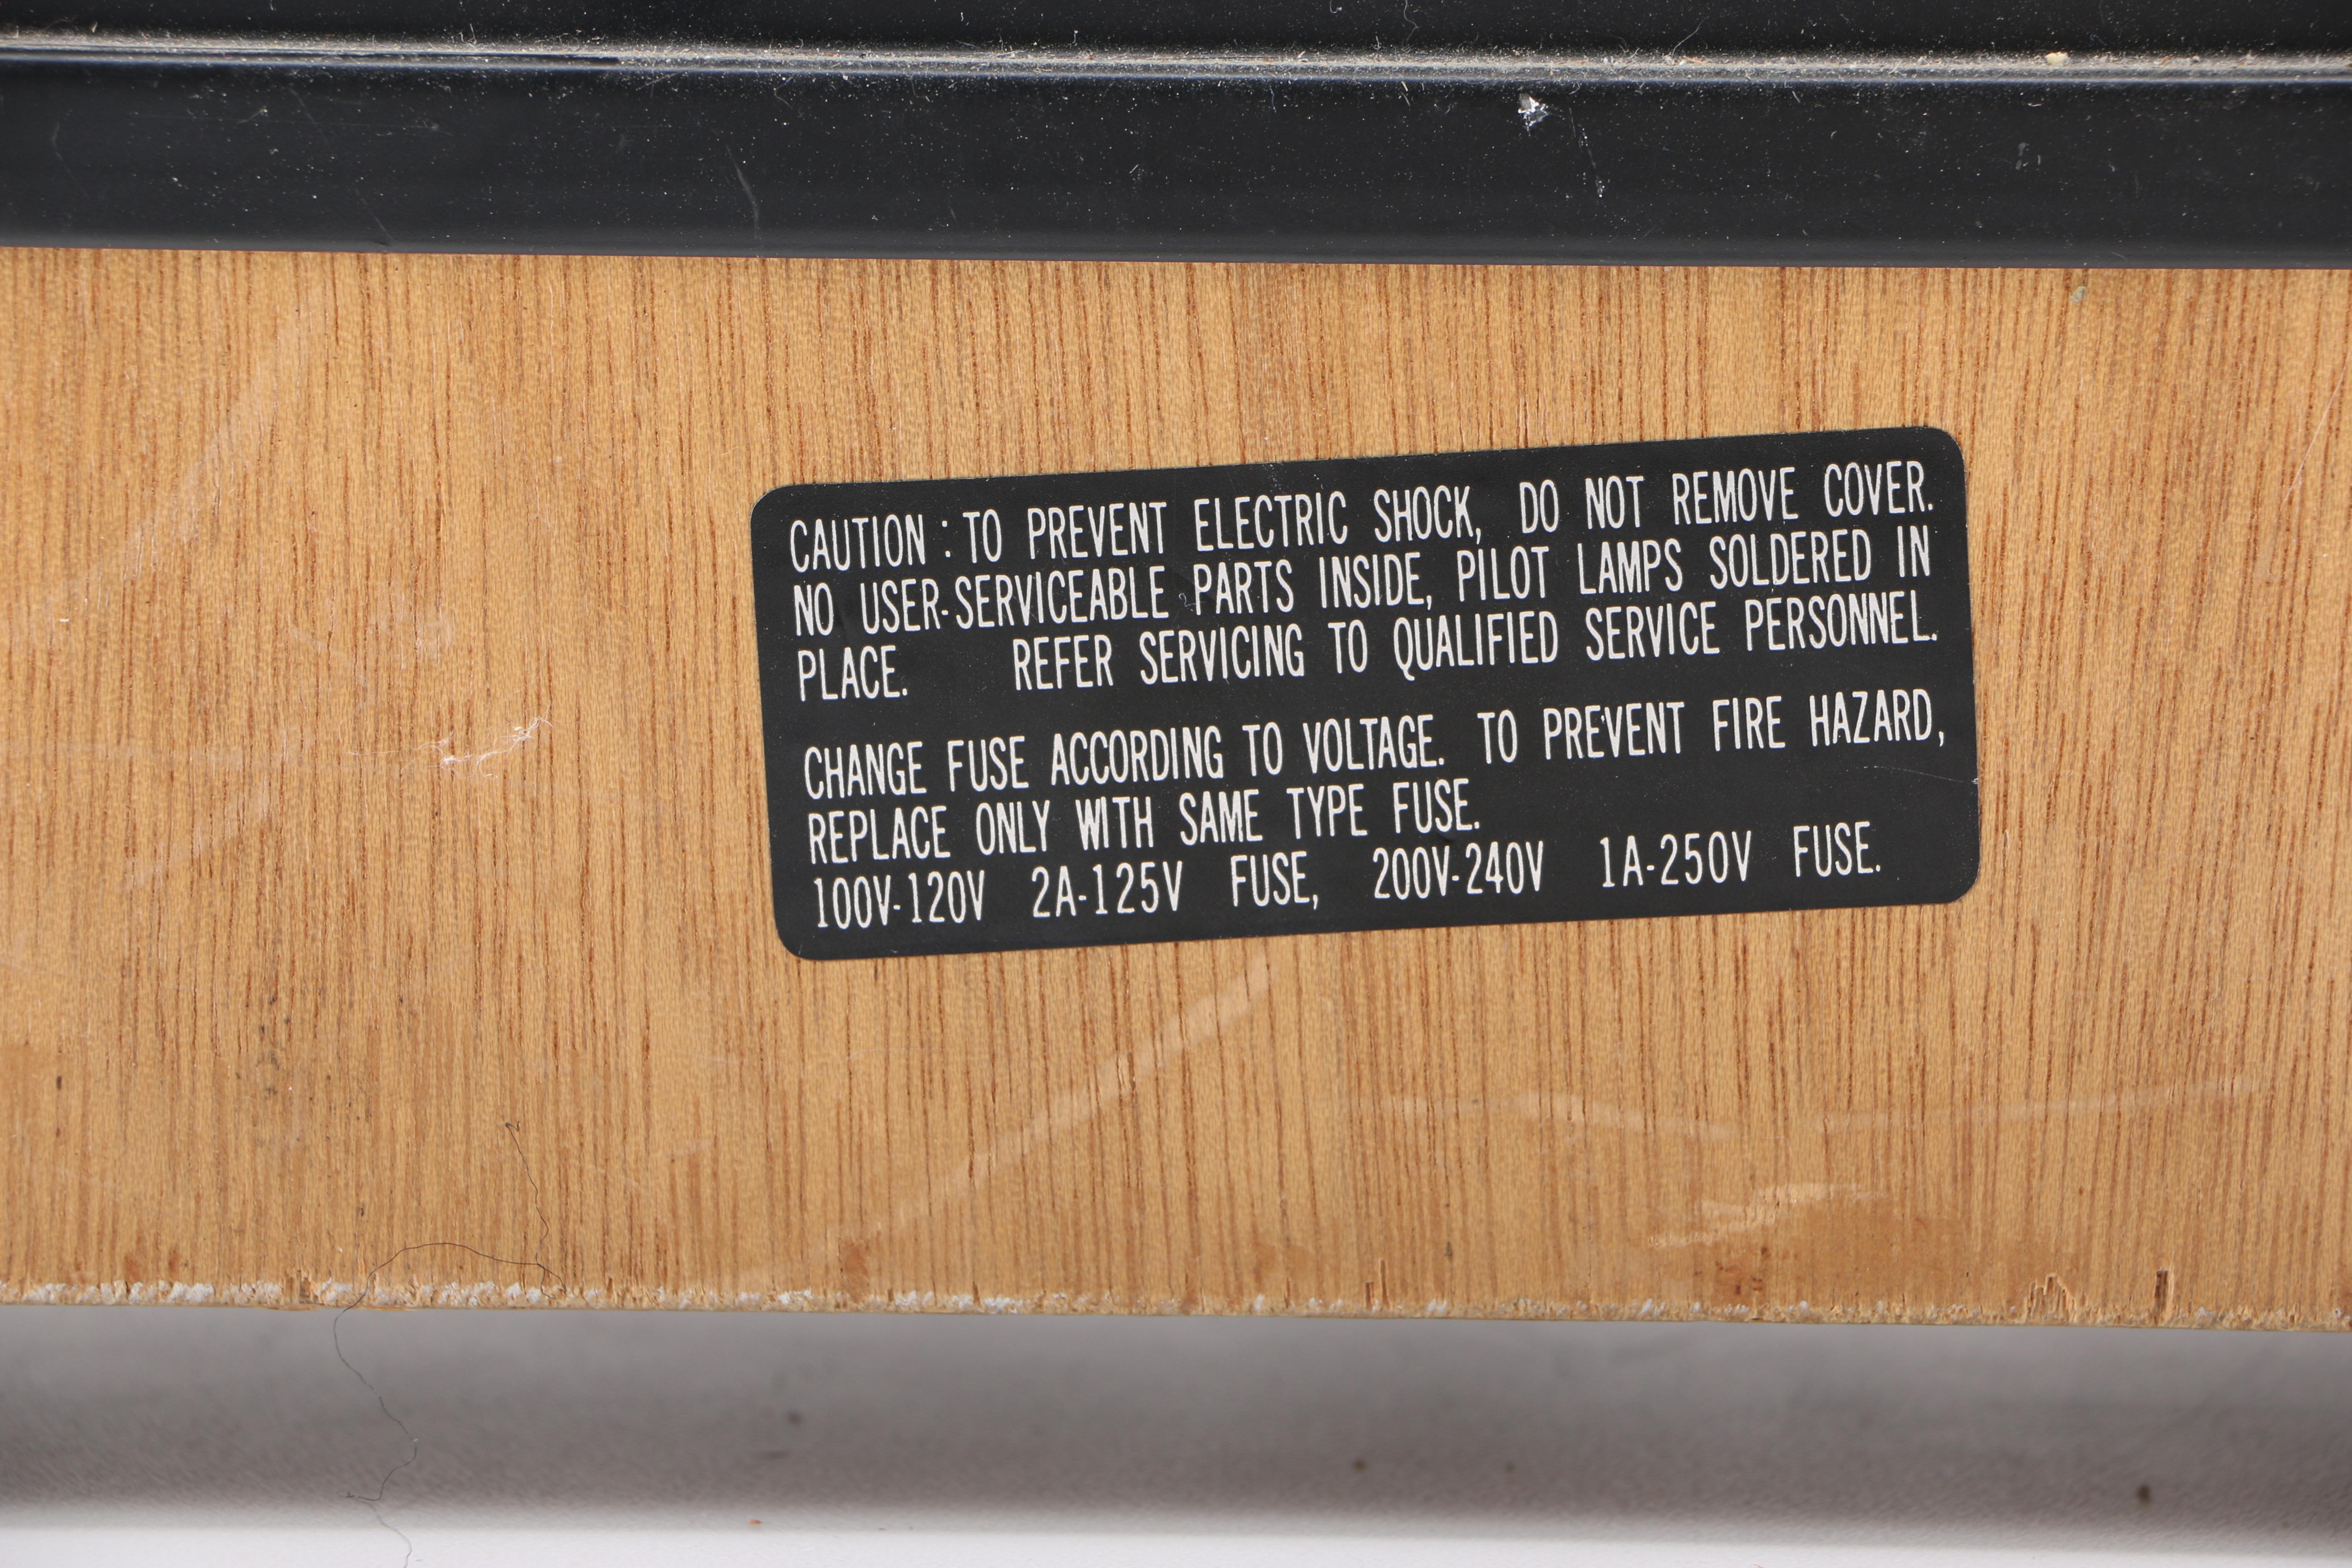 CAUTION : TO PREVENT ELECTRIC SHOCK, DO NOT REMOVE COVER.
NO USER-SERVICEABLE PARTS INSIDE, PILOT LAMPS SOLDERED IN
PLACE. REFER SERVICING TO QUALIFIED SERVICE PERSONNEL.
CHANGE FUSE ACCORDING TO VOLTAGE. TO PREVENT FIRE HAZARD,
REPLACE ONLY WITH SAME TYPE FUSE.
100V-120V 2A-125V FUSE, 200V-240V 1A-250V FUSE.